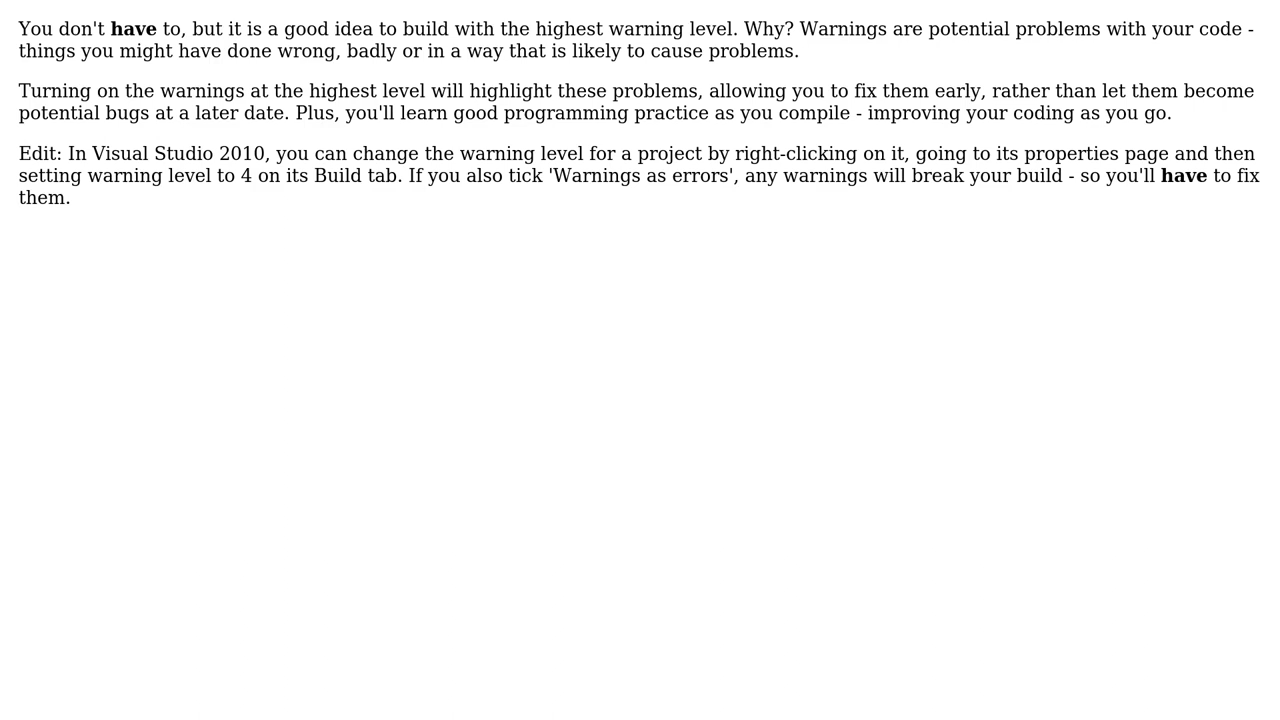 You don't have to, but it is a good idea to build with the highest warning level. Why? Warnings are potential problems with your code -
things you might have done wrong, badly or in a way that is likely to cause problems.
Turning on the warnings at the highest level will highlight these problems, allowing you to fix them early, rather than let them become
potential bugs at a later date. Plus, you'll learn good programming practice as you compile - improving your coding as you go.
Edit: In Visual Studio 2010, you can change the warning level for a project by right-clicking on it, going to its properties page and then
setting warning level to 4 on its Build tab. If you also tick 'Warnings as errors', any warnings will break your build - so you'll have to fix
them.